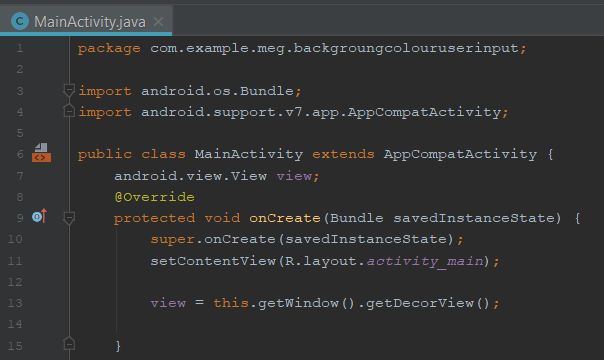 MainActivity.java
1 package com.example.meg.backgroungcolouruserinput;
2
3 import android.os.Bundle;
4 import android.support.v7.app.AppCompatActivity;
5
6 public class MainActivity extends AppCompatActivity {
7 android.view.View view;
8 @Override
9 protected void onCreate(Bundle savedInstanceState) {
10 super.onCreate(savedInstanceState);
11 setContentView(R.layout.activity_main);
12
13 view = this.getWindow().getDecorView();
14
15 }